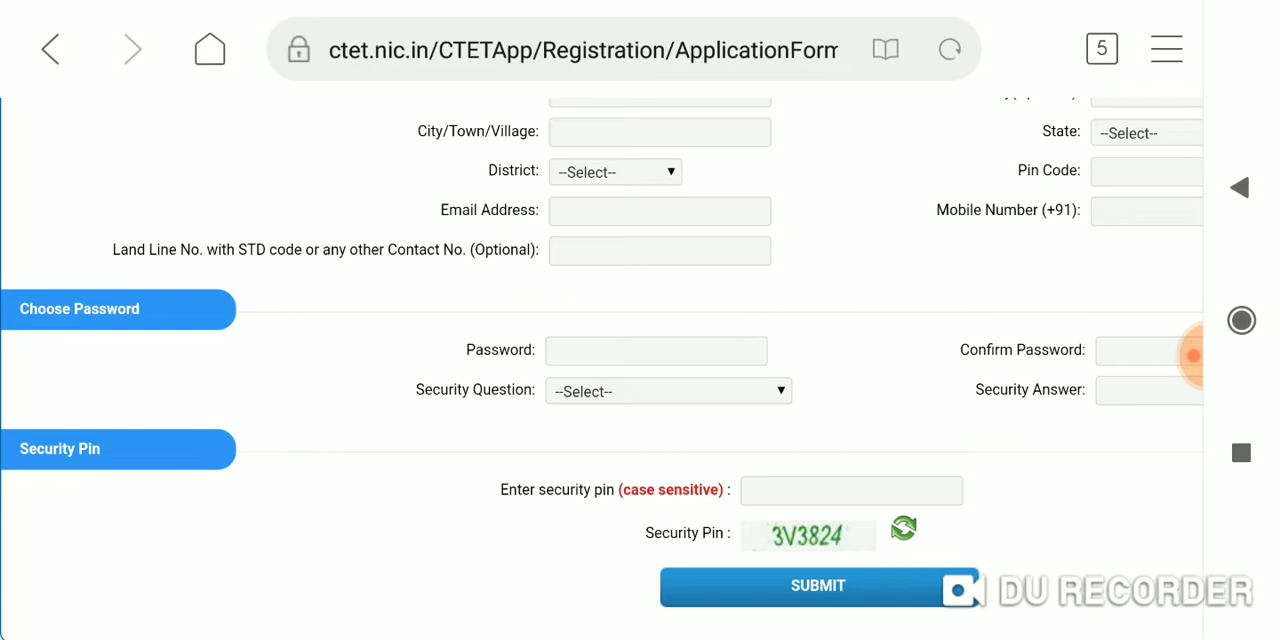 ctet.nic.in/CTETApp/Registration/ApplicationForm
5
City/Town/Village:
State: --Select--
District: --Select--
Pin Code:
Email Address:
Mobile Number (+91):
Land Line No. with STD code or any other Contact No. (Optional):
Choose Password
Password:
Confirm Password:
Security Question: --Select--
Security Answer:
Security Pin
Enter security pin (case sensitive) :
Security Pin : 3V3824
SUBMIT
DU RECORDER